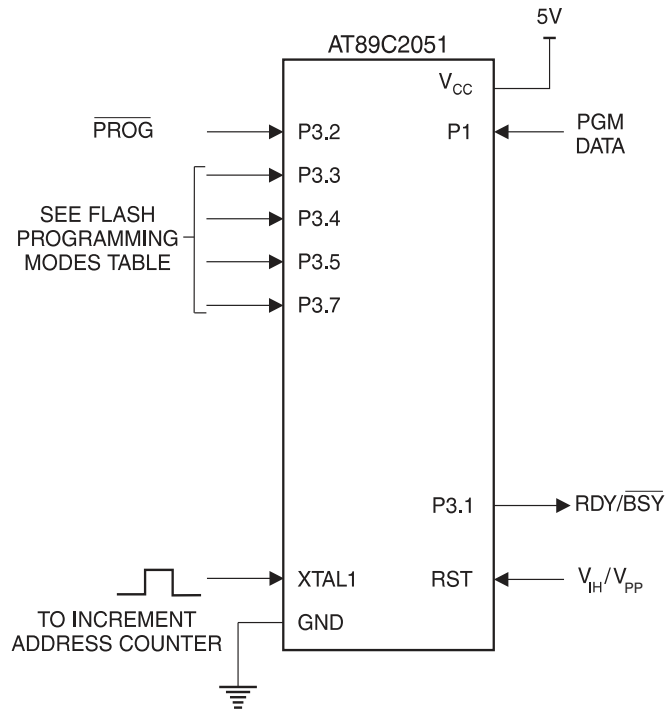 5V
AT89C2051
VCC
PROG
P3.2
P1
PGM
DATA
P3.3
SEE FLASH
PROGRAMMING
MODES TABLE
P3.4
P3.5
P3.7
P3.1
RDY/BSY
XTAL1
RST
VIH/VPP
TO INCREMENT
ADDRESS COUNTER
GND